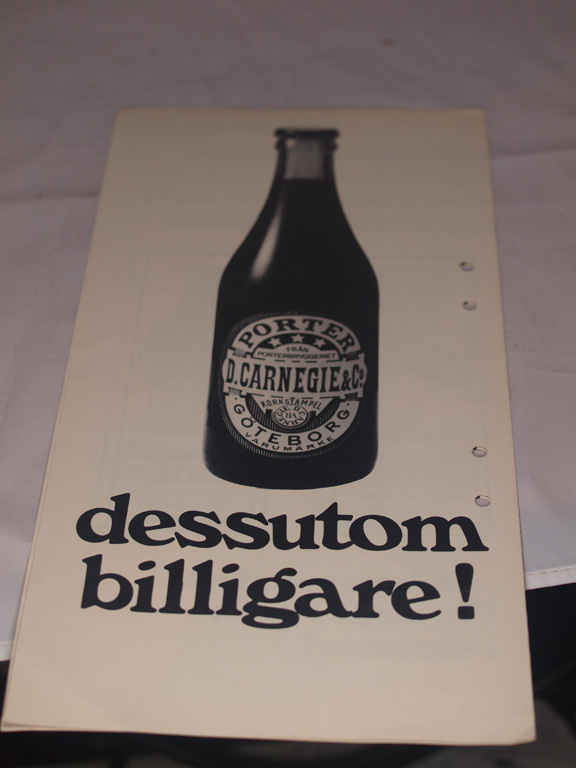 PORTER
FRÅN
PORTERBRYGGERIET
D. CARNEGIE & Co
KORKSTÄMPEL
GÖTEBORG
VARUMÄRKE
dessutom
billigare!